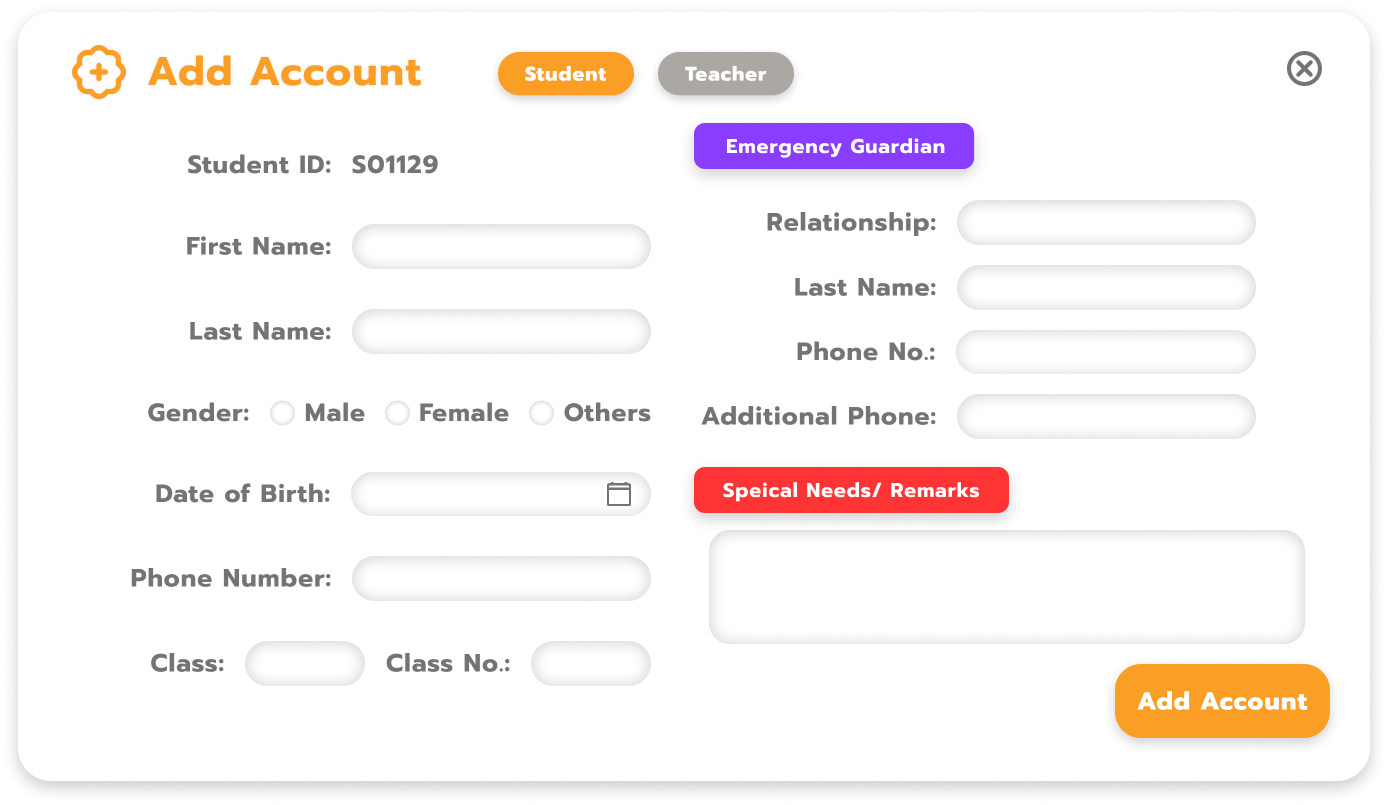 Add Account
Student
Teacher
Student ID: S01129
First Name:
Last Name:
Gender: Male Female Others
Date of Birth:
Phone Number:
Class: Class No.:
Emergency Guardian
Relationship:
Last Name:
Phone No.:
Additional Phone:
Speical Needs/ Remarks
Add Account